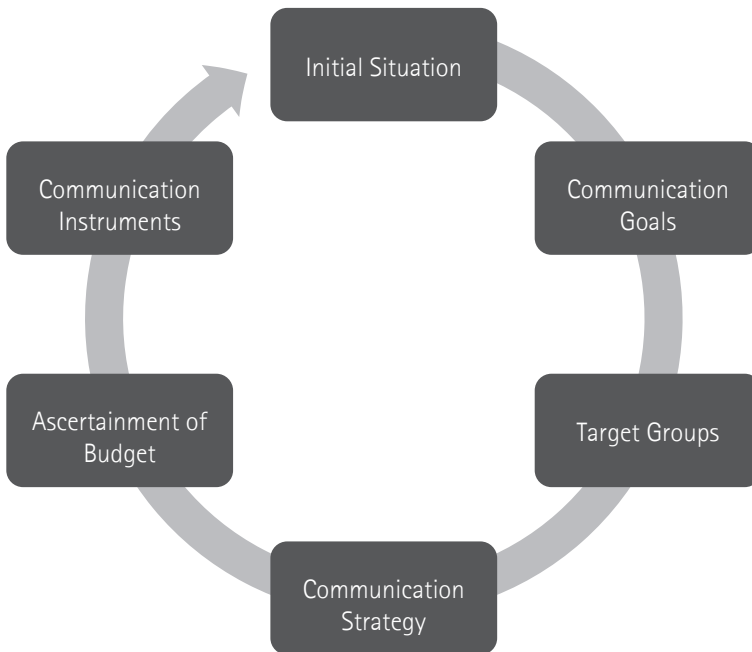 Initial Situation
Communication
Goals
Target Groups
Communication
Strategy
Ascertainment of
Budget
Communication
Instruments